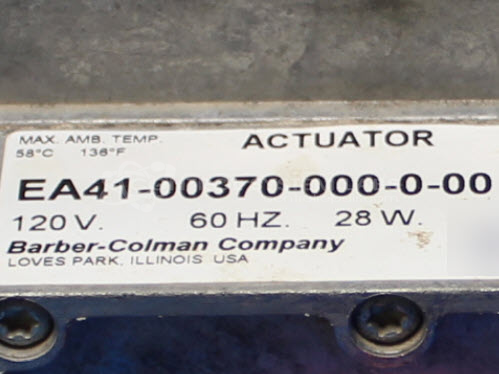 MAX. AMB. TEMP.
58°C 136°F
ACTUATOR
EA41-00370-000-0-00
120 V. 60 HZ. 28 W.
Barber-Colman Company
LOVES PARK, ILLINOIS USA